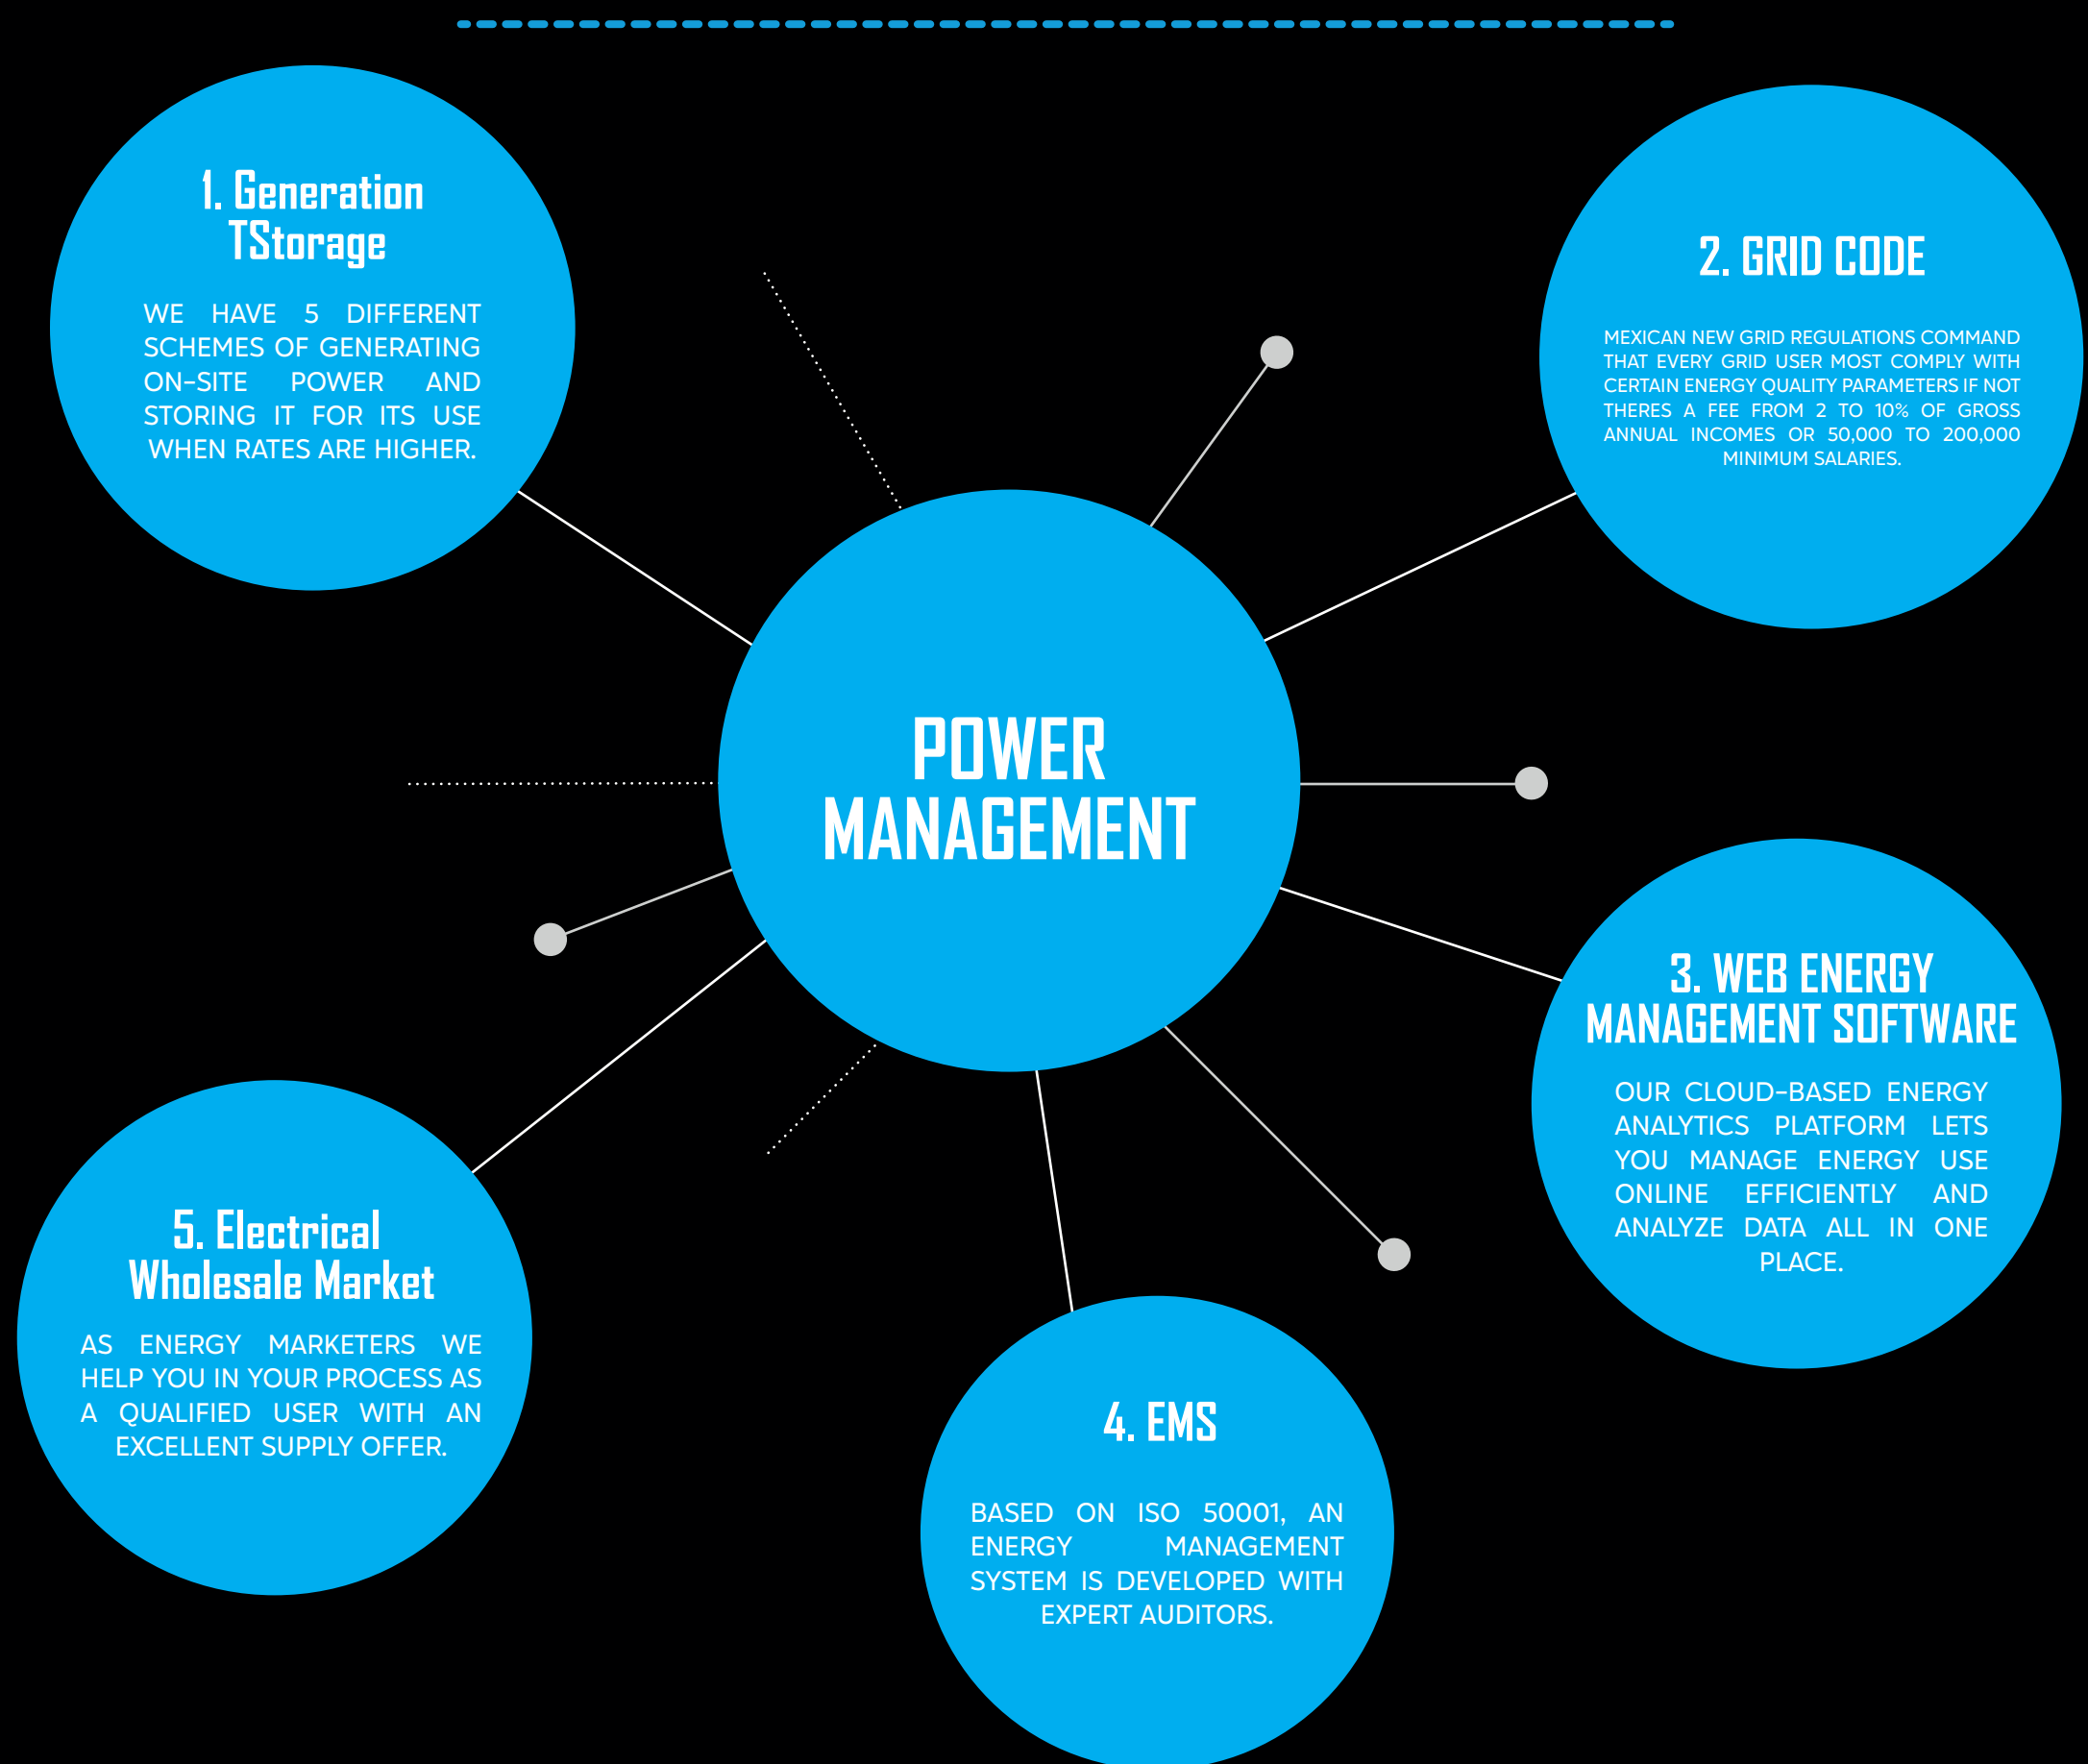 1. Generation
TStorage
WE HAVE 5 DIFFERENT
SCHEMES OF GENERATING
ON-SITE POWER AND
STORING IT FOR ITS USE
WHEN RATES ARE HIGHER.
2. GRID CODE
MEXICAN NEW GRID REGULATIONS COMMAND
THAT EVERY GRID USER MOST COMPLY WITH
CERTAIN ENERGY QUALITY PARAMETERS IF NOT
THERES A FEE FROM 2 TO 10% OF GROSS
ANNUAL INCOMES OR 50,000 TO 200,000
MINIMUM SALARIES.
POWER
MANAGEMENT
3. WEB ENERGY
MANAGEMENT SOFTWARE
OUR CLOUD-BASED ENERGY
ANALYTICS PLATFORM LETS
YOU MANAGE ENERGY USE
ONLINE EFFICIENTLY AND
ANALYZE DATA ALL IN ONE
PLACE.
4. EMS
BASED ON ISO 50001, AN
ENERGY MANAGEMENT
SYSTEM IS DEVELOPED WITH
EXPERT AUDITORS.
5. Electrical
Wholesale Market
AS ENERGY MARKETERS WE
HELP YOU IN YOUR PROCESS AS
A QUALIFIED USER WITH AN
EXCELLENT SUPPLY OFFER.